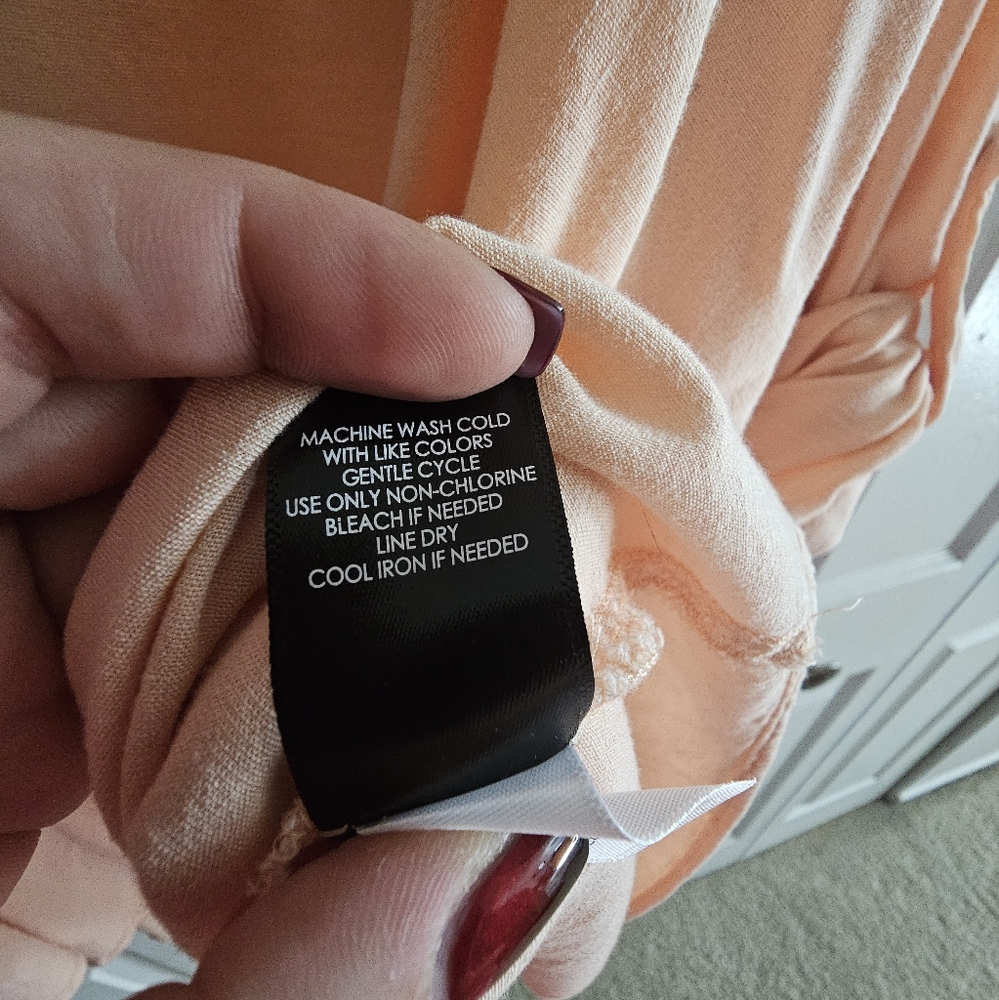 MACHINE WASH COLD
WITH LIKE COLORS
GENTLE CYCLE
USE ONLY NON-CHLORINE
BLEACH IF NEEDED
LINE DRY
COOL IRON IF NEEDED